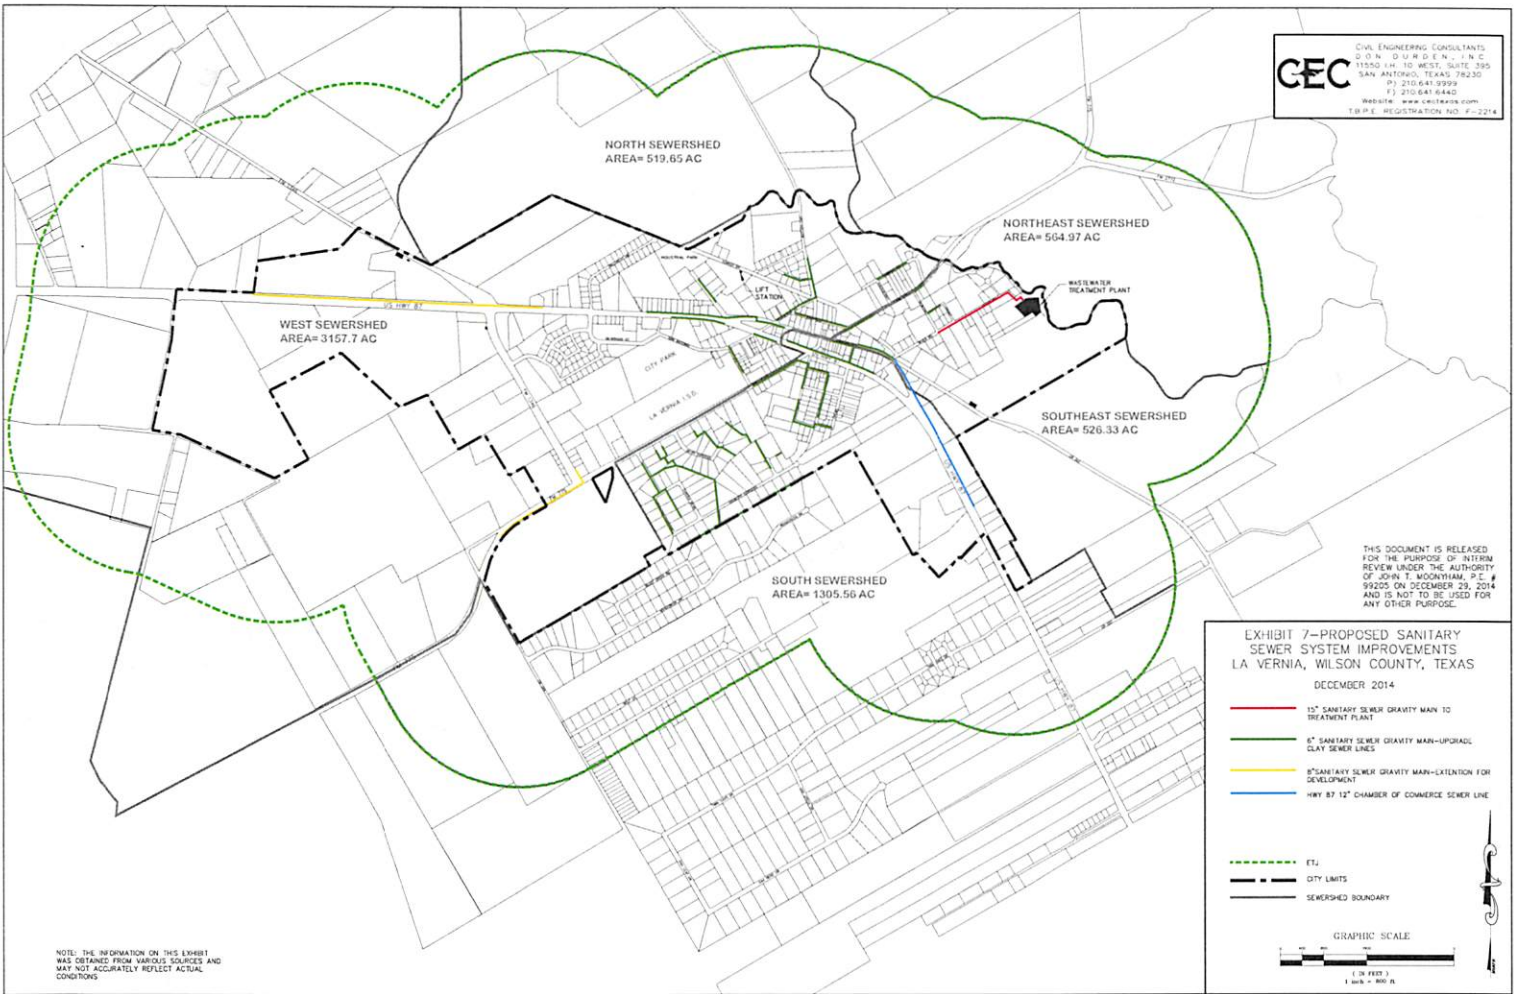 CEC
CIVIL ENGINEERING CONSULTANTS
DON DURDEN, INC
11550 I.H. 10 WEST, SUITE 395
SAN ANTONIO, TEXAS 78230
P) 210.641.9999
F) 210.641.6440
Website: www.cectexas.com
T.B.P.E. REGISTRATION NO. F-2214
NORTH SEWERSHED
AREA= 519.65 AC
NORTHEAST SEWERSHED
AREA= 564.97 AC
INDUSTRIAL PARK
LIFT
STATION
WASTEWATER
TREATMENT PLANT
US HWY 87
WEST SEWERSHED
AREA= 3157.7 AC
CITY PARK
LA VERNIA I.S.D.
SOUTHEAST SEWERSHED
AREA= 526.33 AC
SOUTH SEWERSHED
AREA= 1305.56 AC
THIS DOCUMENT IS RELEASED
FOR THE PURPOSE OF INTERIM
REVIEW UNDER THE AUTHORITY
OF JOHN T. MOONYHAM, P.E. #
99205 ON DECEMBER 29, 2014
AND IS NOT TO BE USED FOR
ANY OTHER PURPOSE.
EXHIBIT 7-PROPOSED SANITARY
SEWER SYSTEM IMPROVEMENTS
LA VERNIA, WILSON COUNTY, TEXAS
DECEMBER 2014
15" SANITARY SEWER GRAVITY MAIN TO
TREATMENT PLANT
6" SANITARY SEWER GRAVITY MAIN-UPGRADE
CLAY SEWER LINES
8"SANITARY SEWER GRAVITY MAIN-EXTENTION FOR
DEVELOPMENT
HWY 87 12" CHAMBER OF COMMERCE SEWER LINE
ETJ
CITY LIMITS
SEWERSHED BOUNDARY
GRAPHIC SCALE
( IN FEET )
1 inch = 800 ft.
NOTE: THE INFORMATION ON THIS EXHIBIT
WAS OBTAINED FROM VARIOUS SOURCES AND
MAY NOT ACCURATELY REFLECT ACTUAL
CONDITIONS